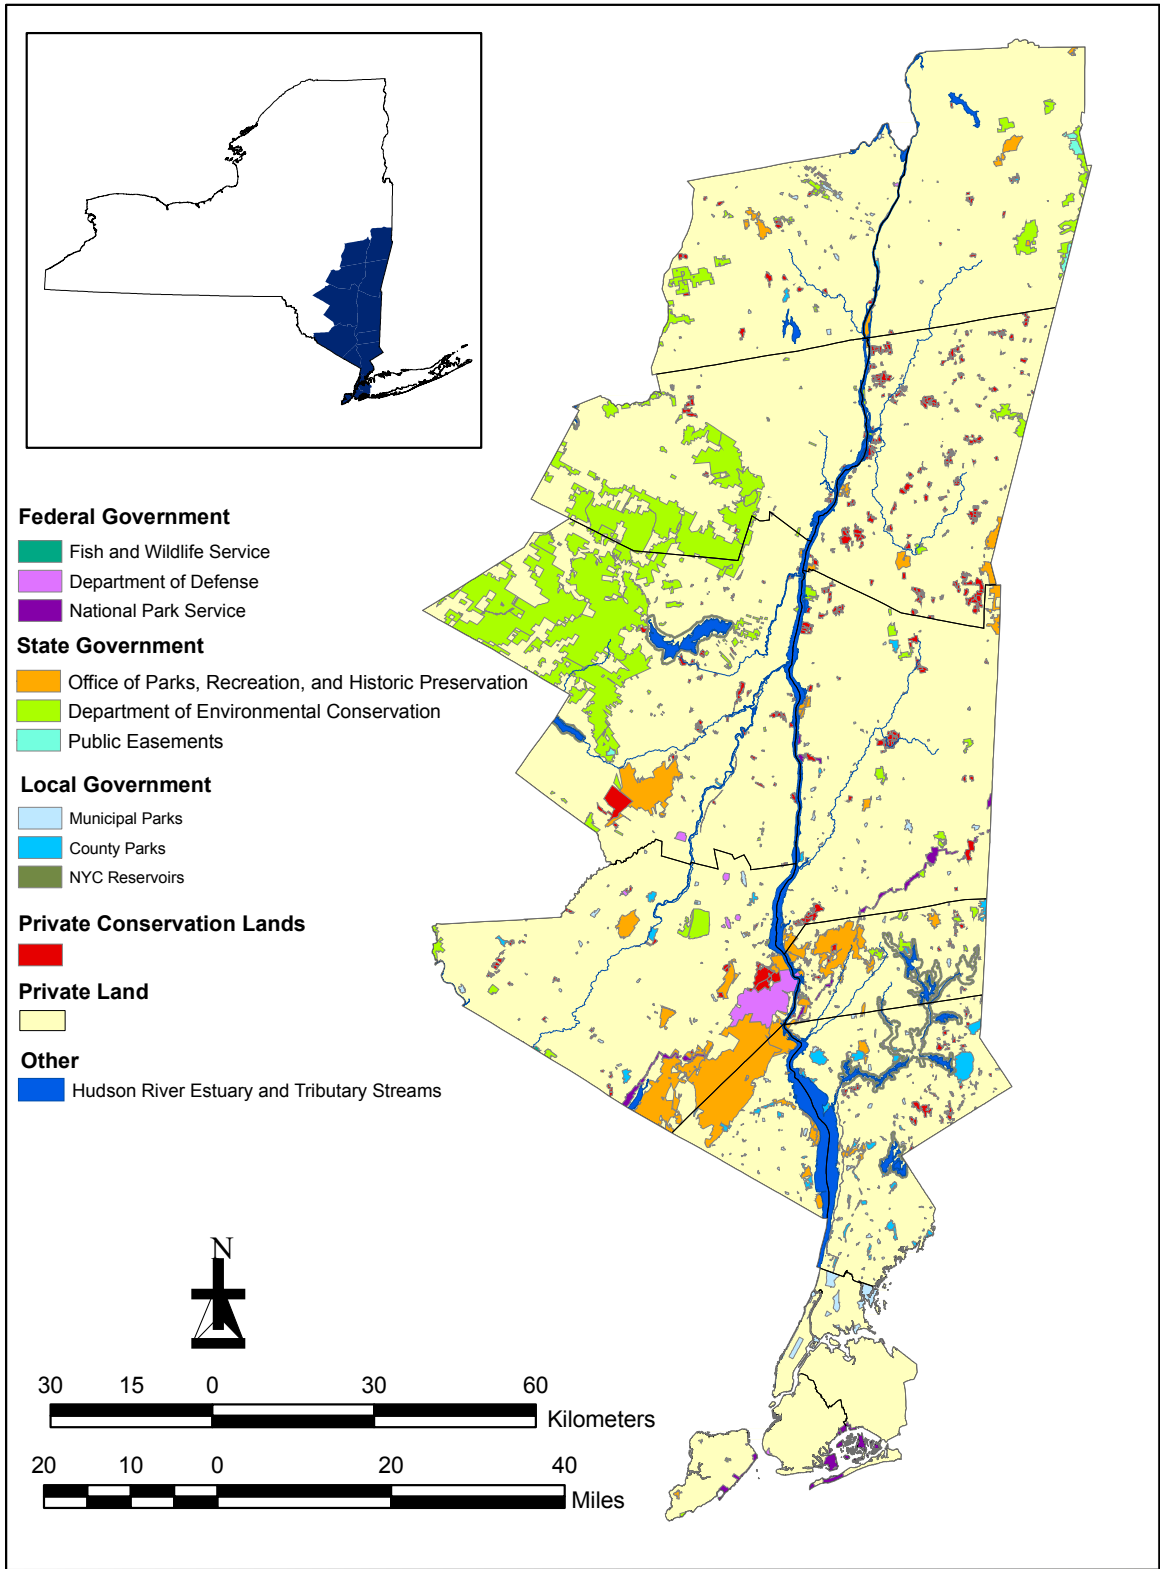 Federal Government
Fish and Wildlife Service
Department of Defense
National Park Service
State Government
Office of Parks, Recreation, and Historic Preservation
Department of Environmental Conservation
Public Easements
Local Government
Municipal Parks
County Parks
NYC Reservoirs
Private Conservation Lands
Private Land
Other
Hudson River Estuary and Tributary Streams
N
30 15 0 30 60
Kilometers
20 10 0 20 40
Miles